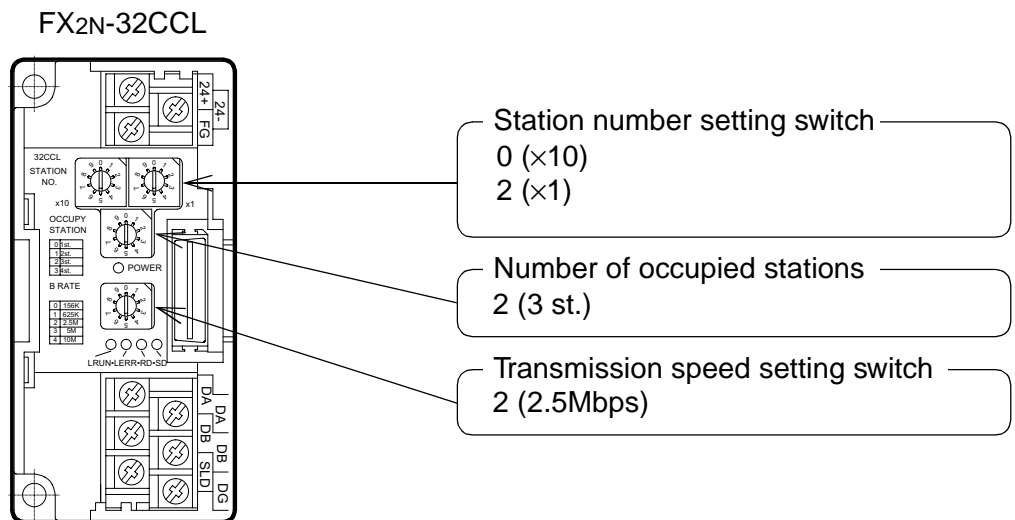 FX2N-32CCL
24+
24-
FG
32CCL
STATION
NO.
x10
x1
OCCUPY
STATION
0 1st.
1 2st.
2 3st.
3 4st.
POWER
B RATE
0 156K
1 625K
2 2.5M
3 5M
4 10M
LRUN•LERR•RD•SD
DA
DA
DB
DB
SLD
DG
Station number setting switch
0 (×10)
2 (×1)
Number of occupied stations
2 (3 st.)
Transmission speed setting switch
2 (2.5Mbps)